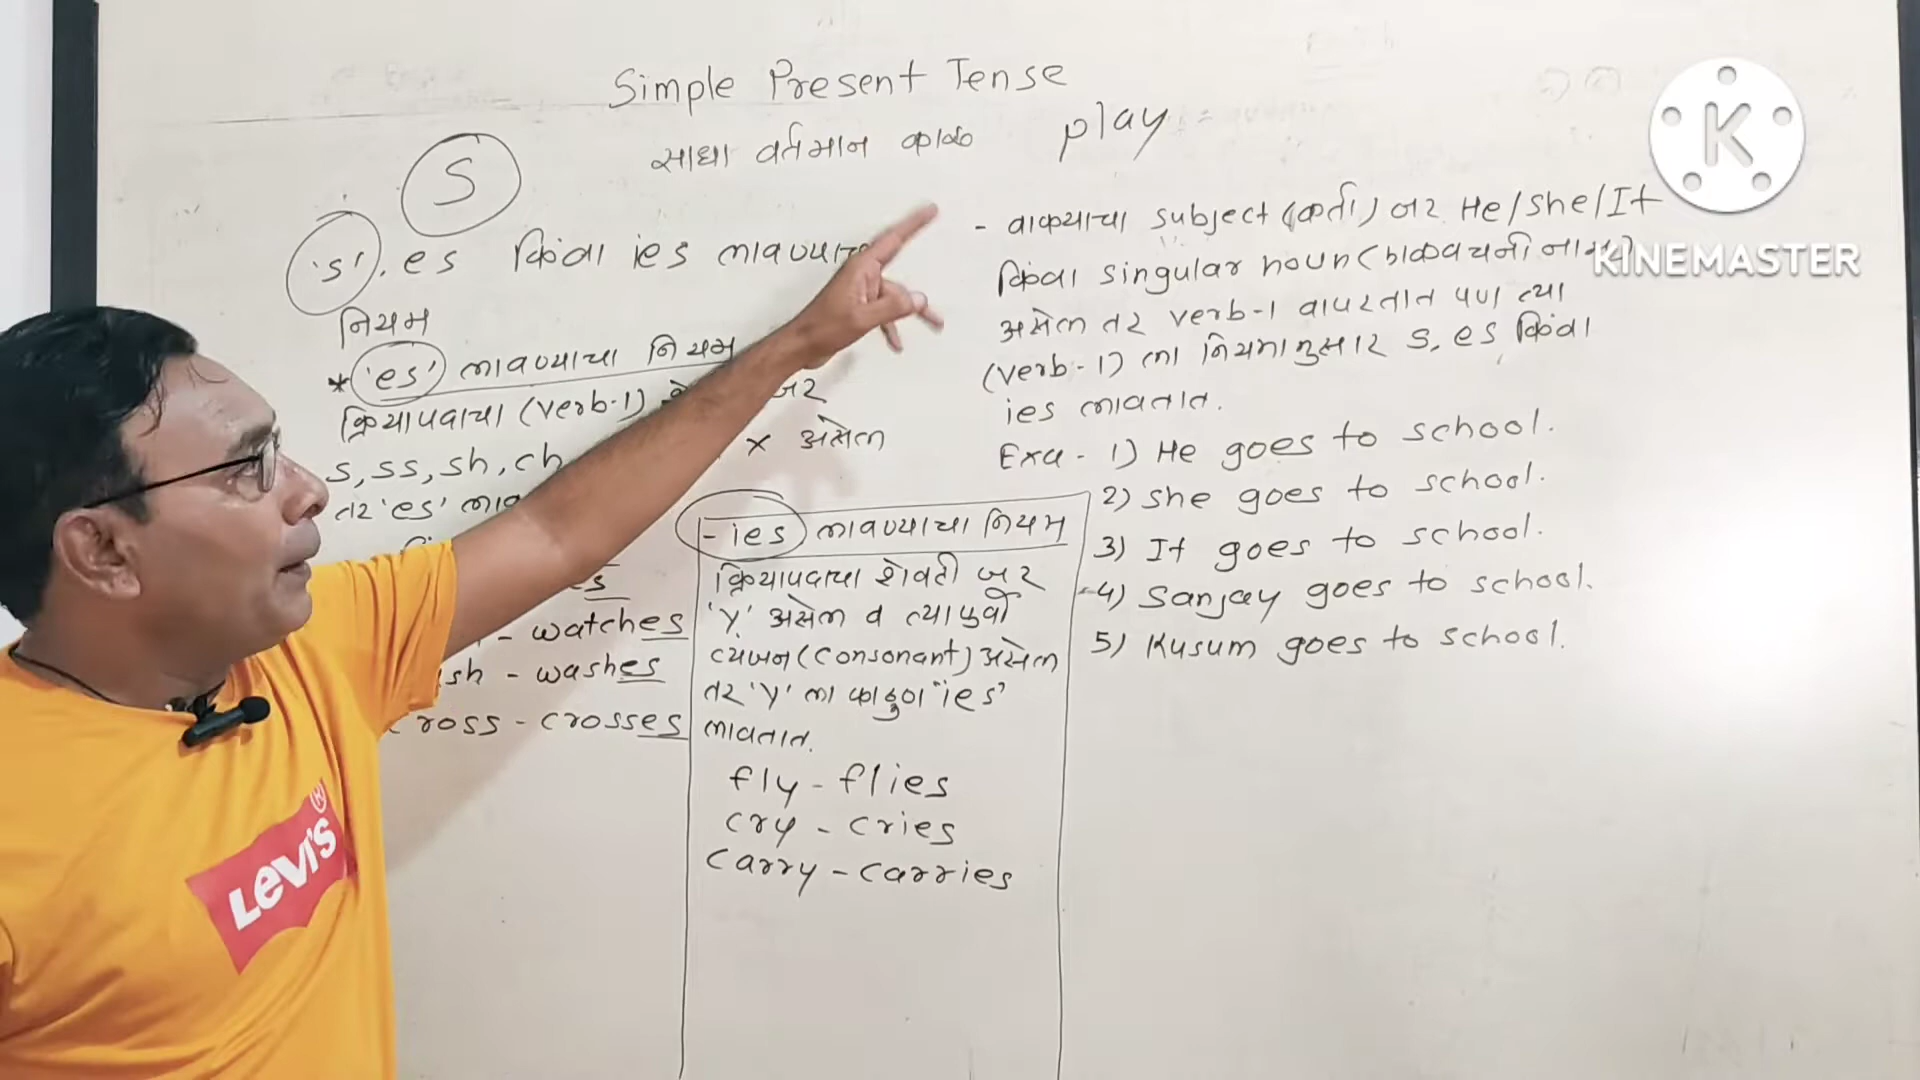 Simple Present Tense
साधा वर्तमान काळ
play
S
's', es किंवा ies लावण्याचा
नियम
* 'es' लावण्याचा नियम
क्रियापदाचा (verb-1) जर
s, ss, sh, ch x असेल
तर 'es'
- watches
sh - washes
cross - crosses
- ies लावण्याचा नियम
क्रियापदाचा शेवटी जर
'y' असेल व त्यापुर्वी
व्यंजन (consonant) असेल
तर 'y' ला काढुण "ies"
लावतात.
fly - flies
cry - cries
carry - carries
- वाक्याचा subject (कर्ता) जर He/She/It
किंवा singular noun (
असेल तर verb-1 वापरतात पण त्या
(verb-1) ला नियमानुसार s, es किंवा
ies लावतात.
Exa - 1) He goes to school.
2) she goes to school.
3) It goes to school.
4) Sanjay goes to school.
5) Kusum goes to school.
K
KINEMASTER
Levi's